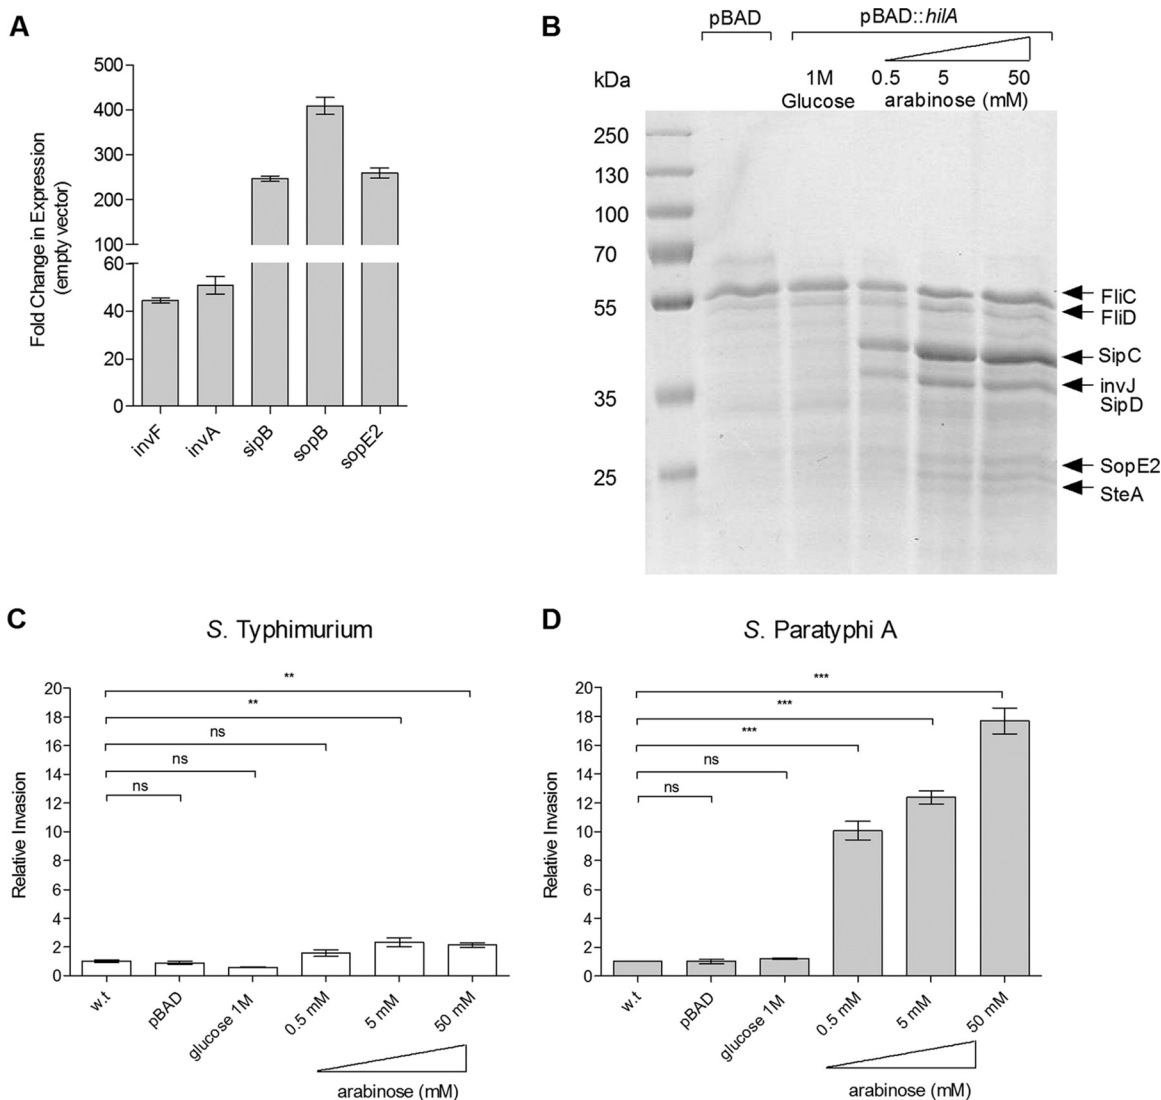 A
Fold Change in Expression
(empty vector)
500
400
300
200
100
60
40
20
0
invF
invA
sipB
sopB
sopE2
B
pBAD
pBAD::hilA
kDa
1M
Glucose
0.5 5 50
arabinose (mM)
250
130
100
70
55
35
25
FliC
FliD
SipC
invJ
SipD
SopE2
SteA
C
S. Typhimurium
Relative Invasion
20
18
16
14
12
10
8
6
4
2
0
**
**
ns
ns
ns
w.t
pBAD
glucose 1M
0.5 mM
5 mM
50 mM
arabinose (mM)
D
S. Paratyphi A
Relative Invasion
20
18
16
14
12
10
8
6
4
2
0
***
***
***
ns
ns
w.t
pBAD
glucose 1M
0.5 mM
5 mM
50 mM
arabinose (mM)